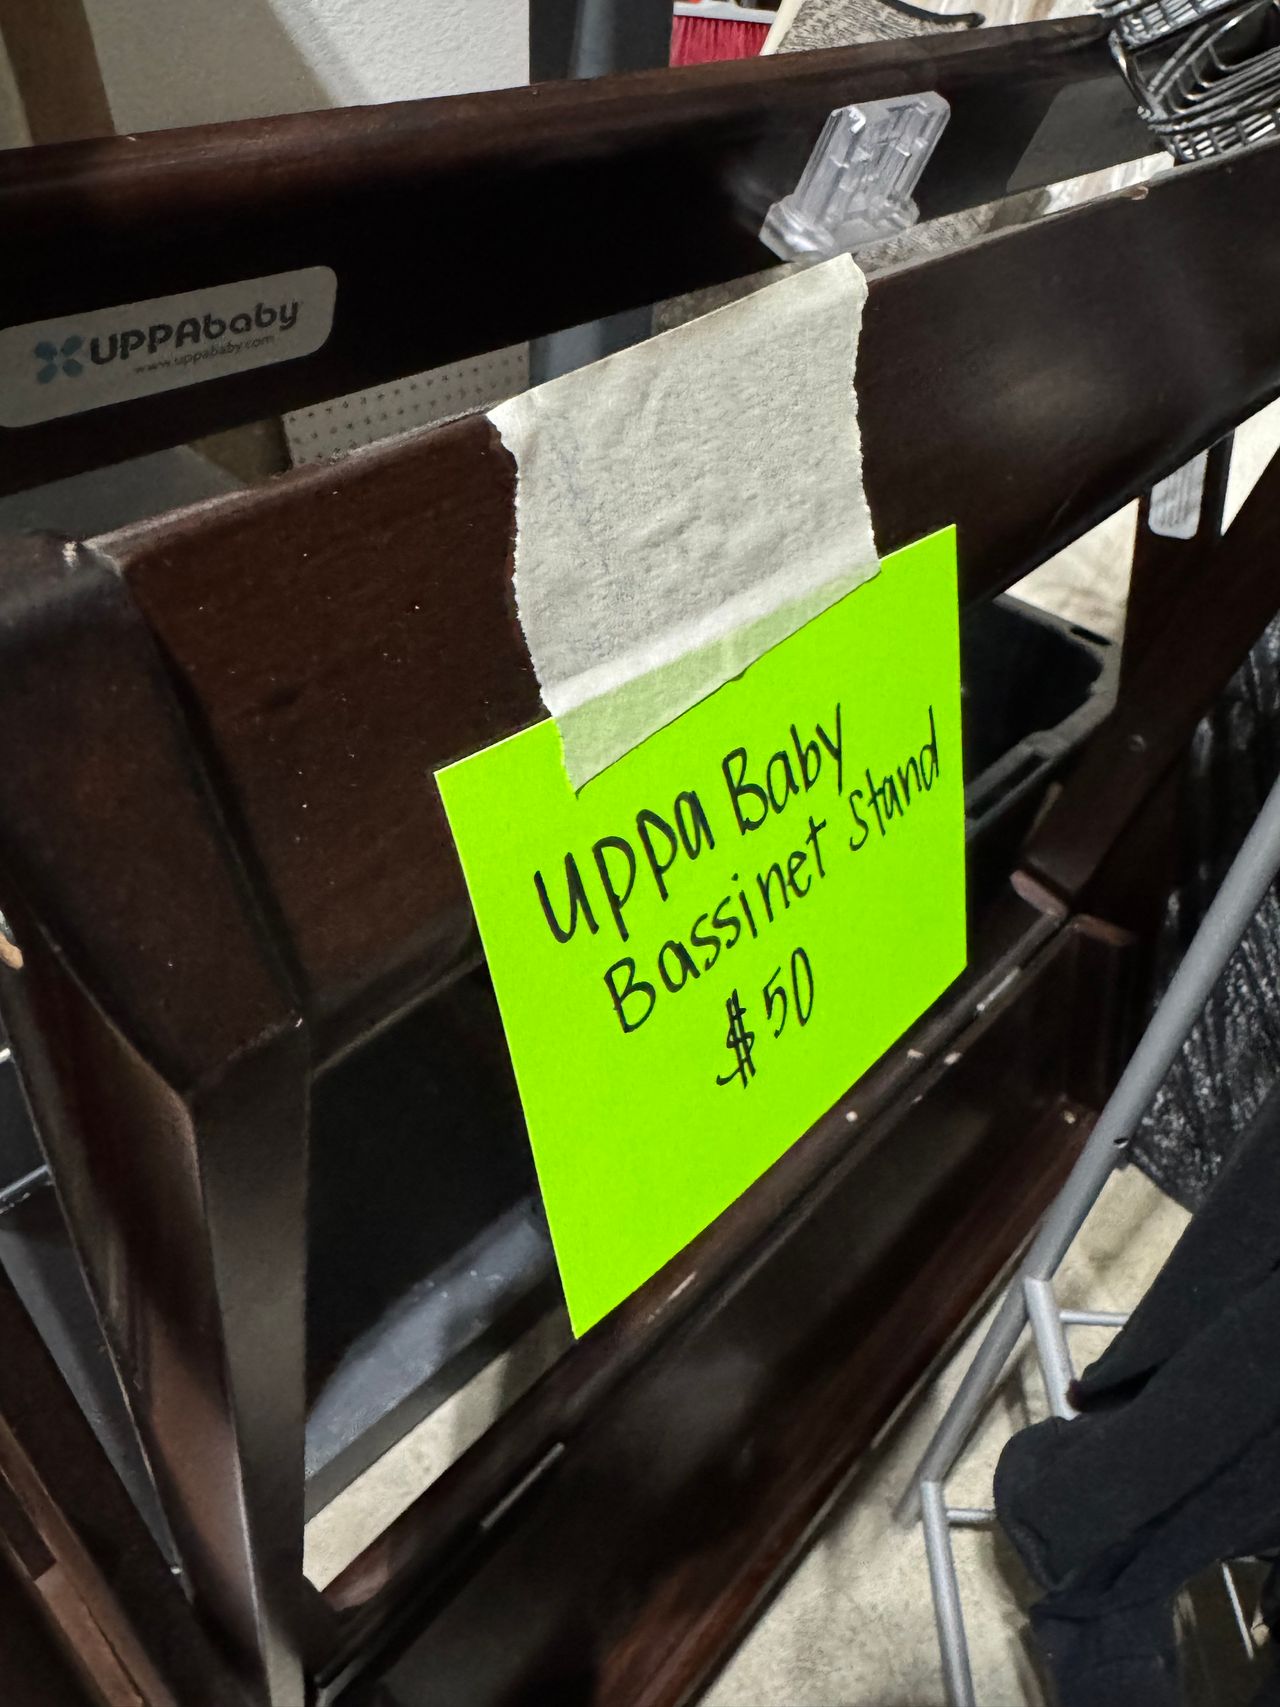 UPPAbaby
www.uppababy.com
Uppa Baby
Bassinet Stand
$50